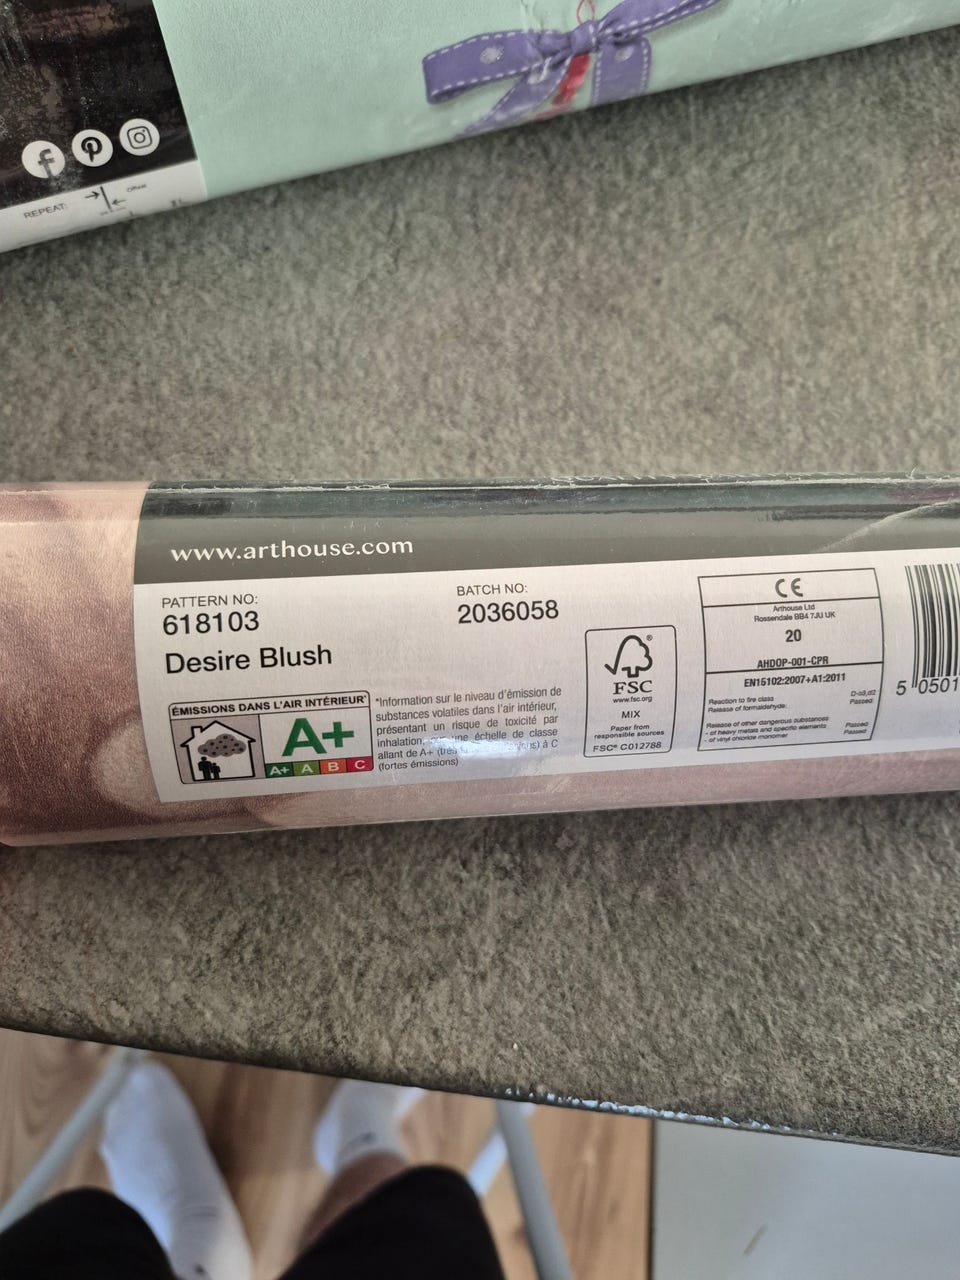 REPEAT:
www.arthouse.com
PATTERN NO:
618103
Desire Blush
BATCH NO:
2036058
ÉMISSIONS DANS L'AIR INTÉRIEUR*
A+
A+ A B C
*Information sur le niveau d'émission de
substances volatiles dans l'air intérieur,
présentant un risque de toxicité par
inhalation, une échelle de classe
allant de A+ à C
(fortes émissions)
FSC
www.fsc.org
MIX
Paper from
responsible sources
FSC® C012788
CE
Arthouse Ltd
Rossendale BB4 7JU UK
20
AHDOP-001-CPR
EN15102:2007+A1:2011
Reaction to fire class
Release of formaldehyde: Passed
Release of other dangerous substances
- of heavy metals and specific elements Passed
- of vinyl chloride monomer Passed
5 0501